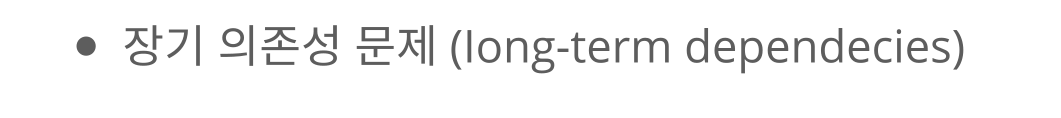 • 장기 의존성 문제 (long-term dependecies)